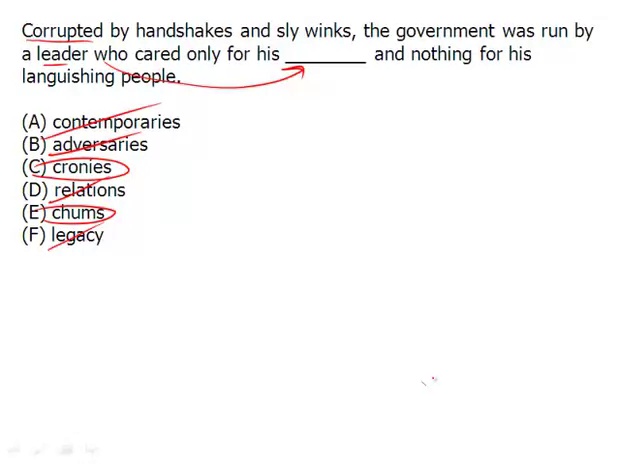 Corrupted by handshakes and sly winks, the government was run by
a leader who cared only for his ________ and nothing for his
languishing people.
(A) contemporaries
(B) adversaries
(C) cronies
(D) relations
(E) chums
(F) legacy